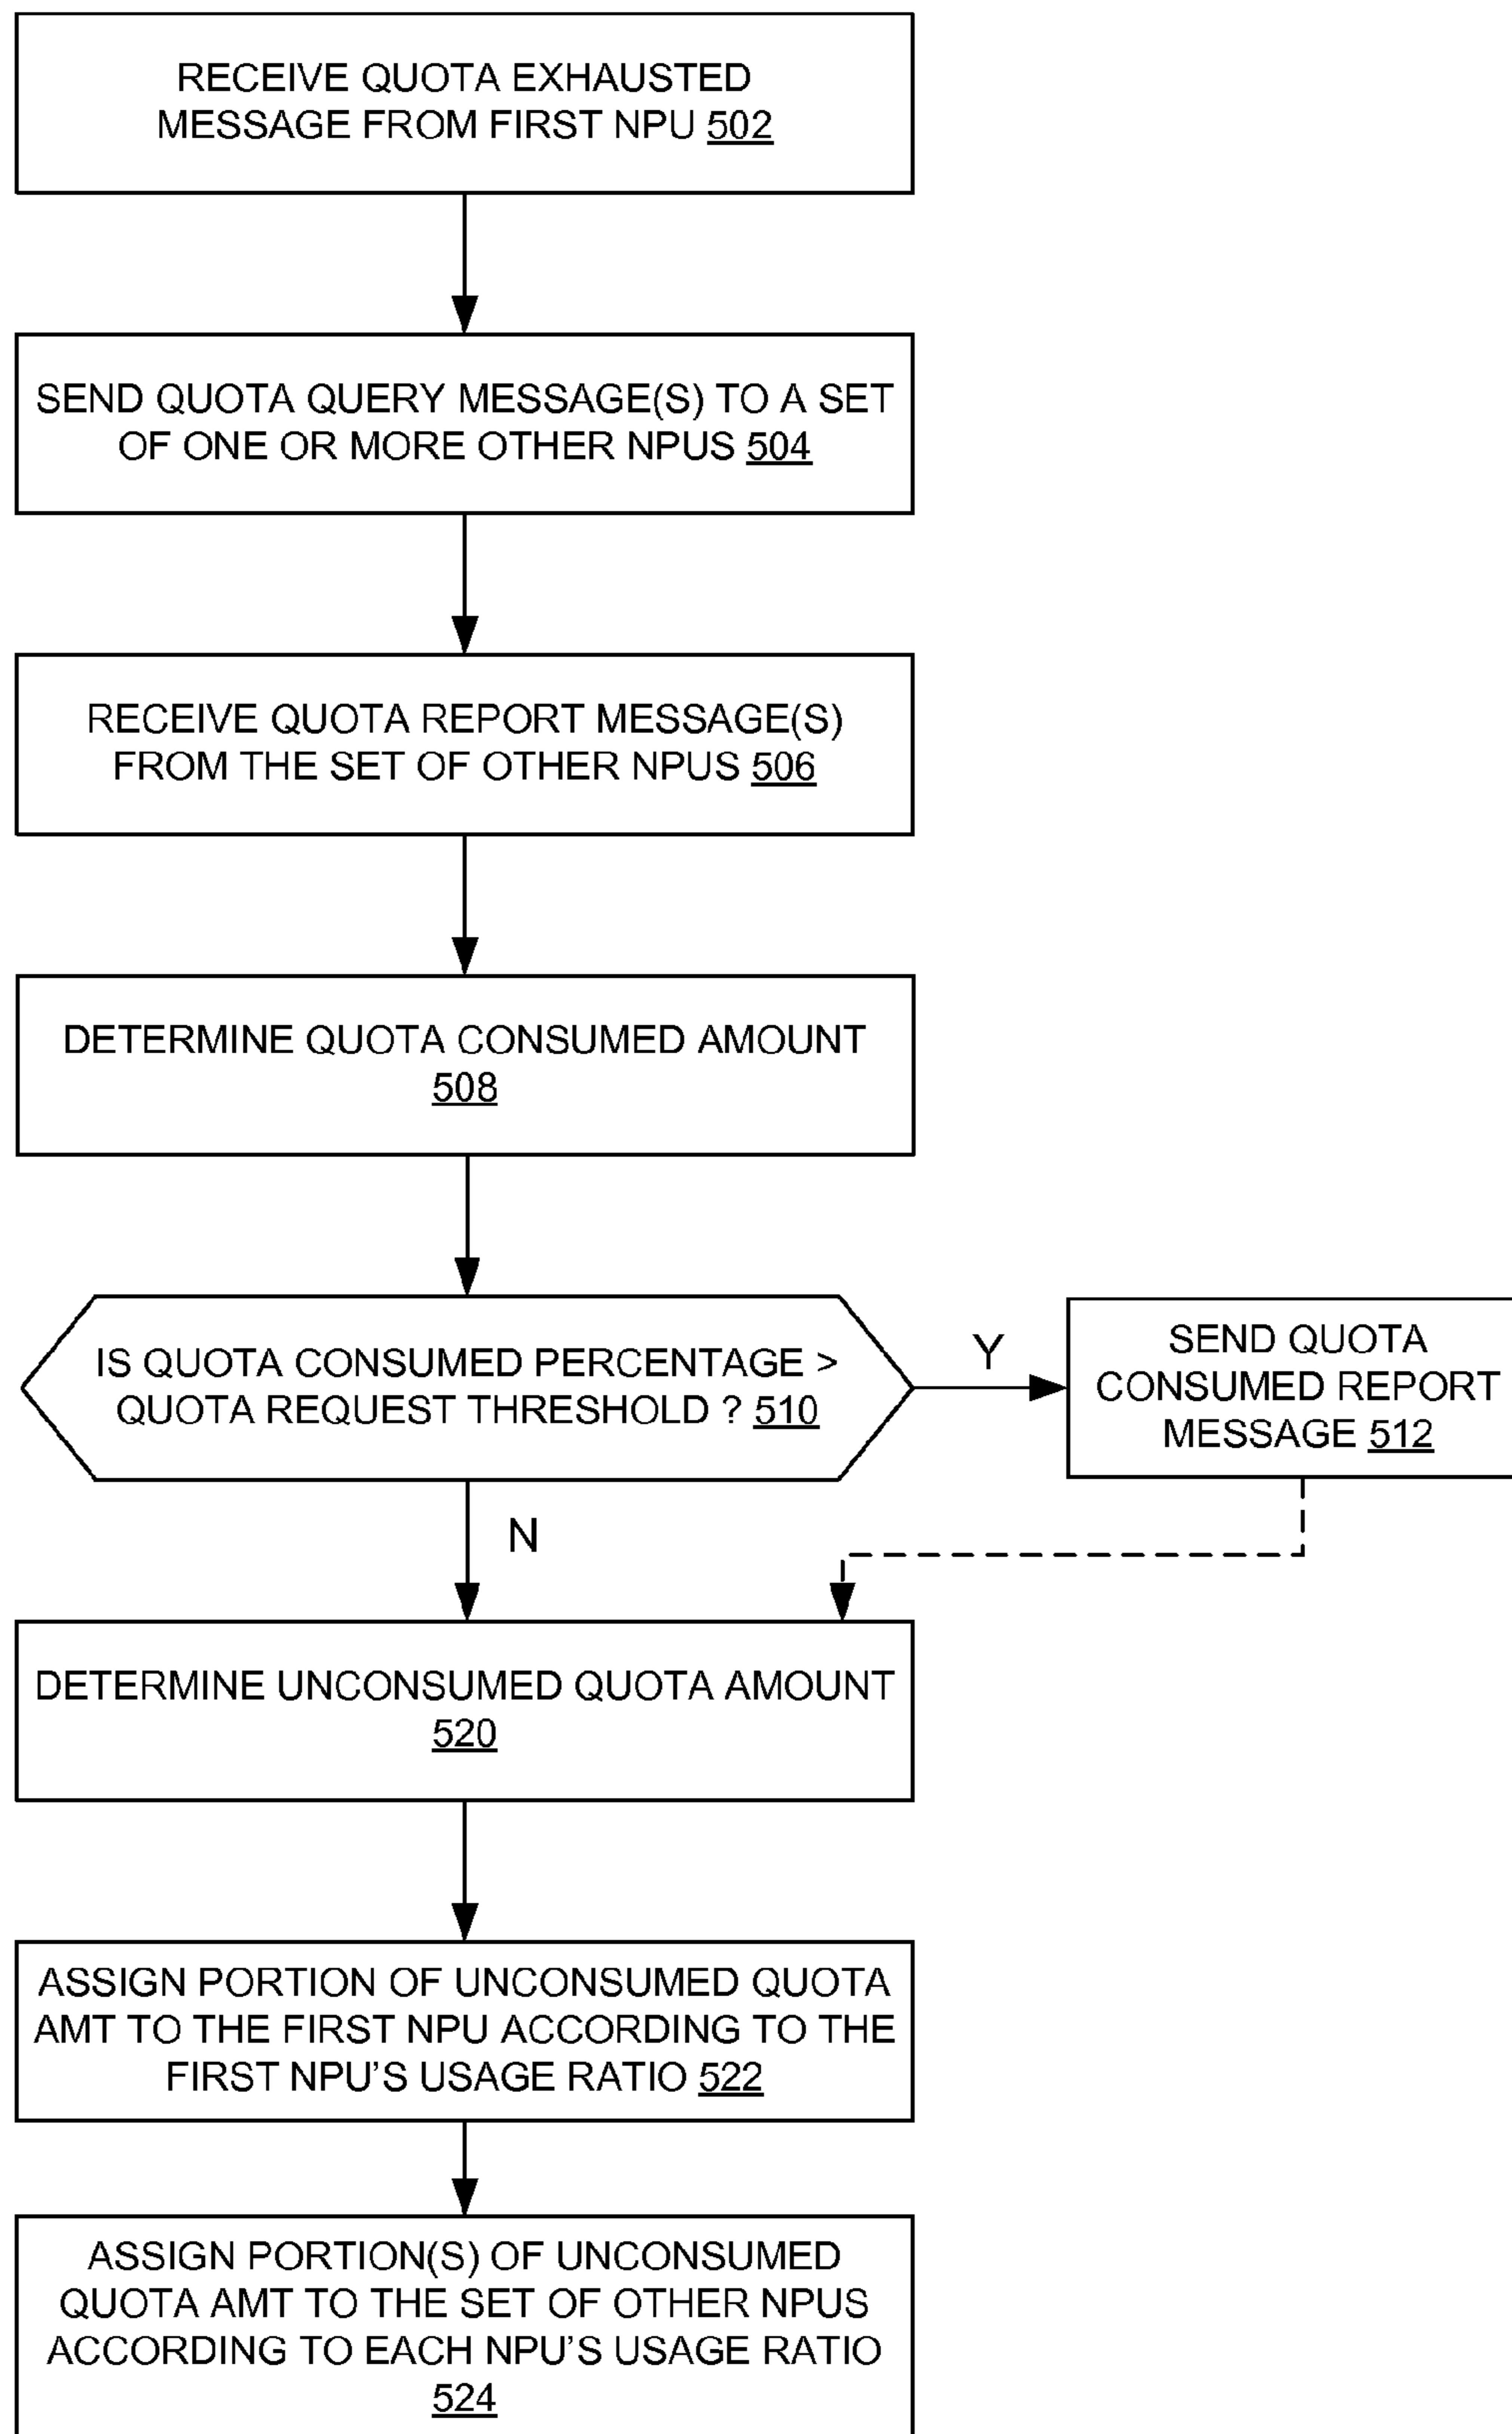 RECEIVE QUOTA EXHAUSTED
MESSAGE FROM FIRST NPU 502
SEND QUOTA QUERY MESSAGE(S) TO A SET
OF ONE OR MORE OTHER NPUS 504
RECEIVE QUOTA REPORT MESSAGE(S)
FROM THE SET OF OTHER NPUS 506
DETERMINE QUOTA CONSUMED AMOUNT
508
IS QUOTA CONSUMED PERCENTAGE >
QUOTA REQUEST THRESHOLD ? 510
Y
SEND QUOTA
CONSUMED REPORT
MESSAGE 512
N
DETERMINE UNCONSUMED QUOTA AMOUNT
520
ASSIGN PORTION OF UNCONSUMED QUOTA
AMT TO THE FIRST NPU ACCORDING TO THE
FIRST NPU’S USAGE RATIO 522
ASSIGN PORTION(S) OF UNCONSUMED
QUOTA AMT TO THE SET OF OTHER NPUS
ACCORDING TO EACH NPU’S USAGE RATIO
524